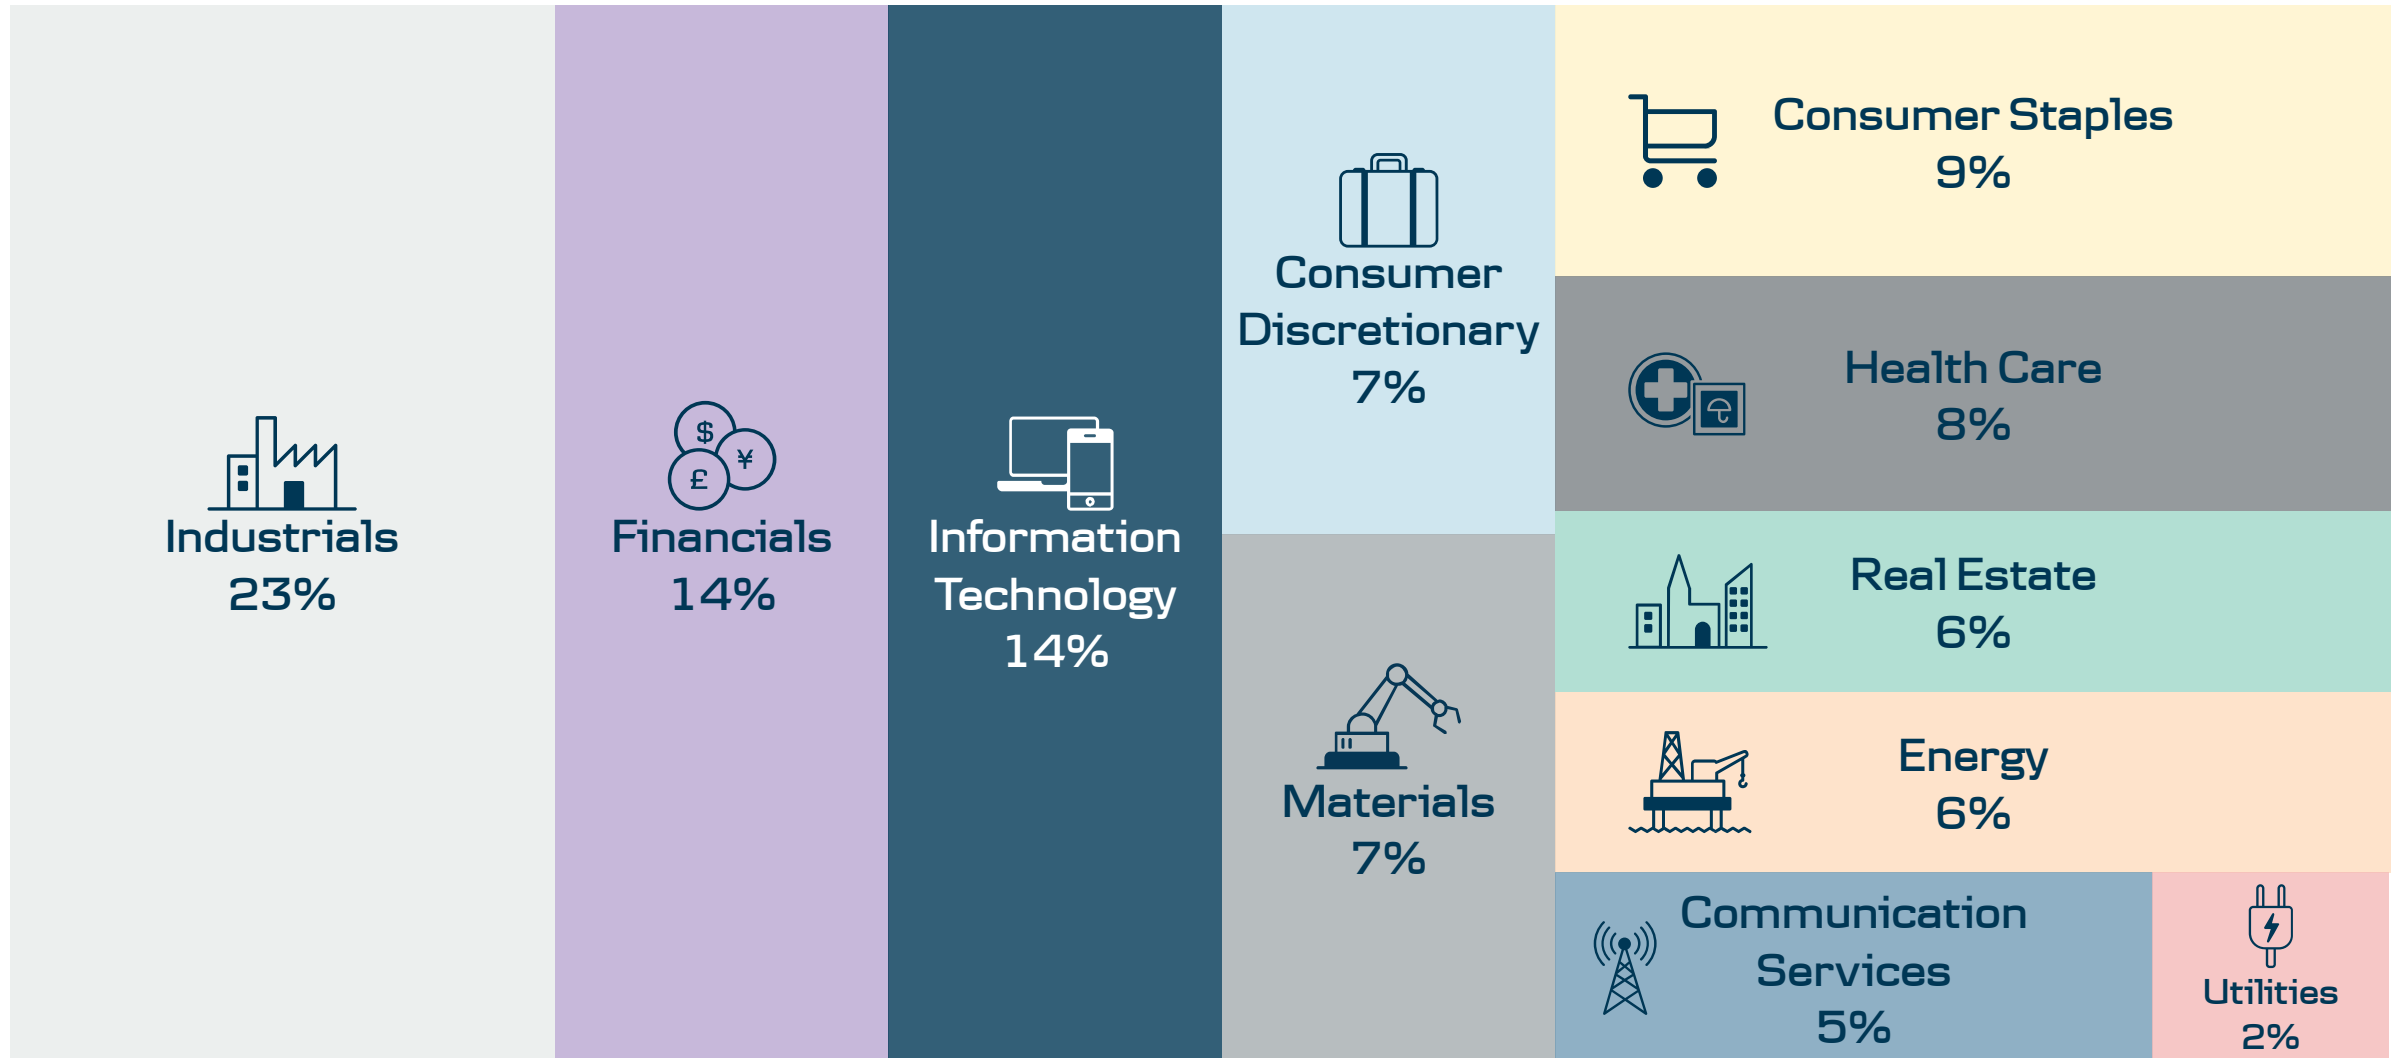 Industrials
23%
$
¥
£
Financials
14%
Information
Technology
14%
Consumer
Discretionary
7%
Materials
7%
Consumer Staples
9%
Health Care
8%
Real Estate
6%
Energy
6%
Communication
Services
5%
Utilities
2%